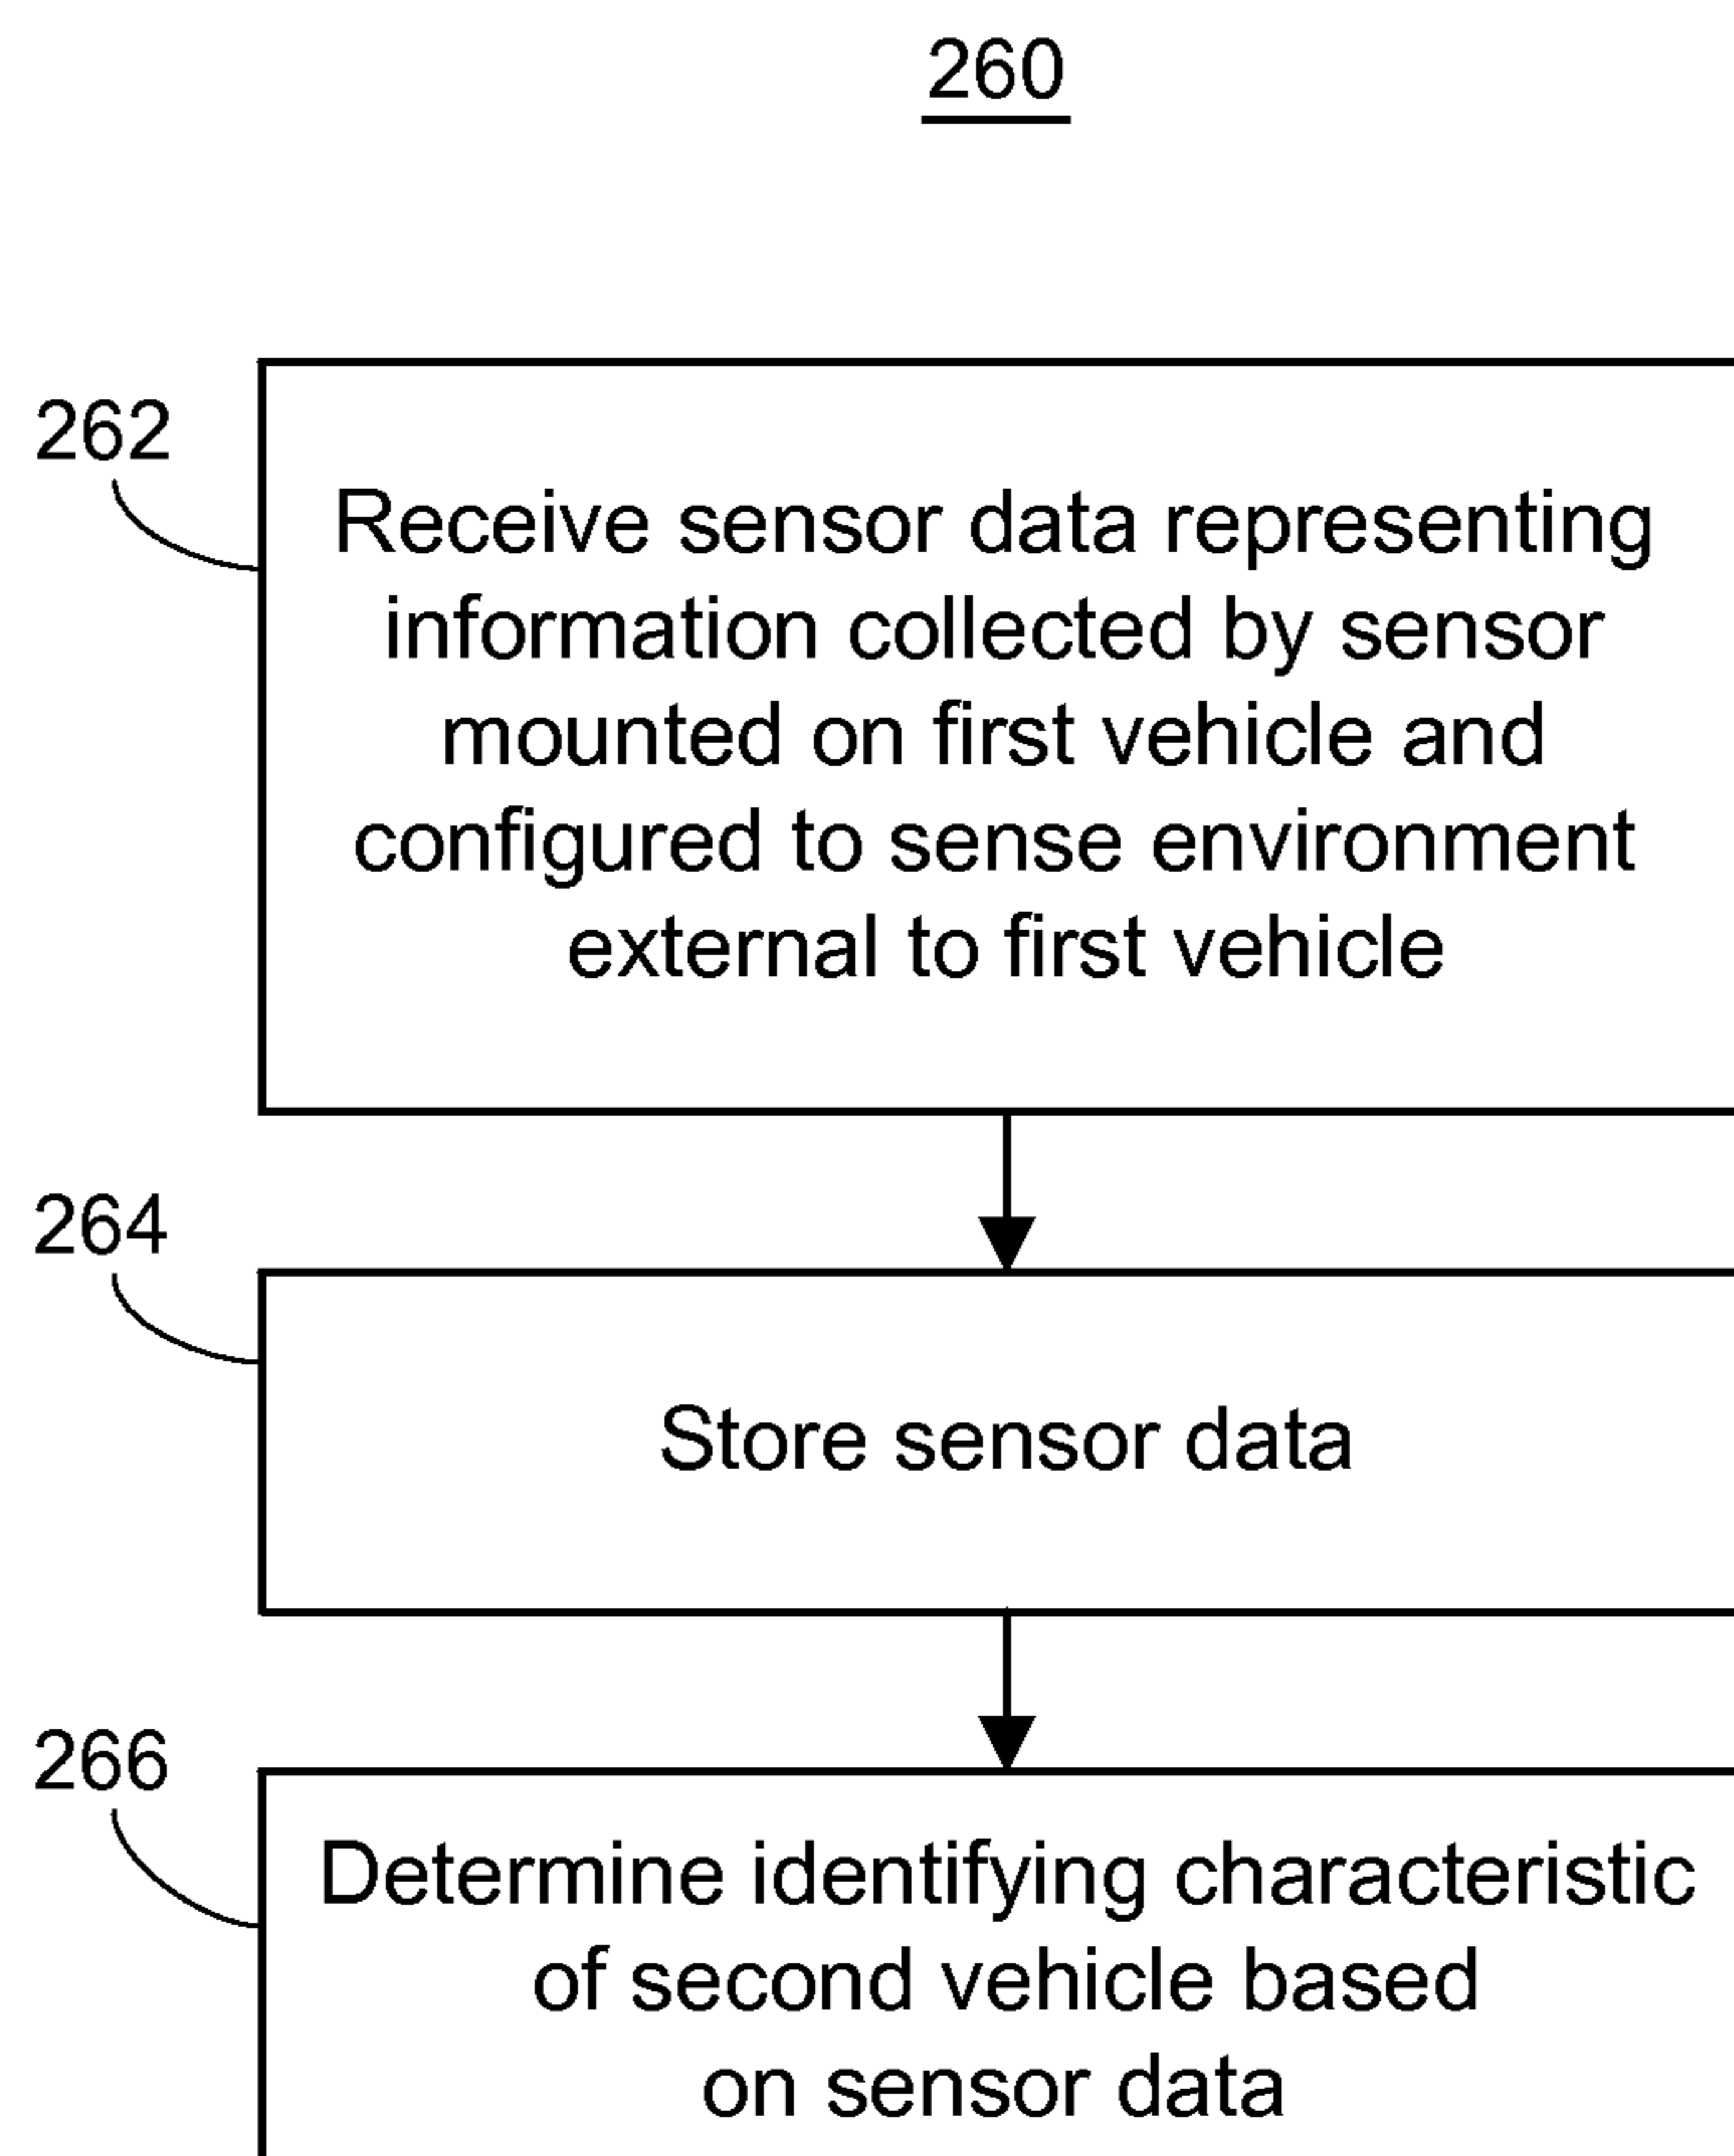 260
262
Receive sensor data representing
information collected by sensor
mounted on first vehicle and
configured to sense environment
external to first vehicle
264
Store sensor data
266
Determine identifying characteristic
of second vehicle based
on sensor data